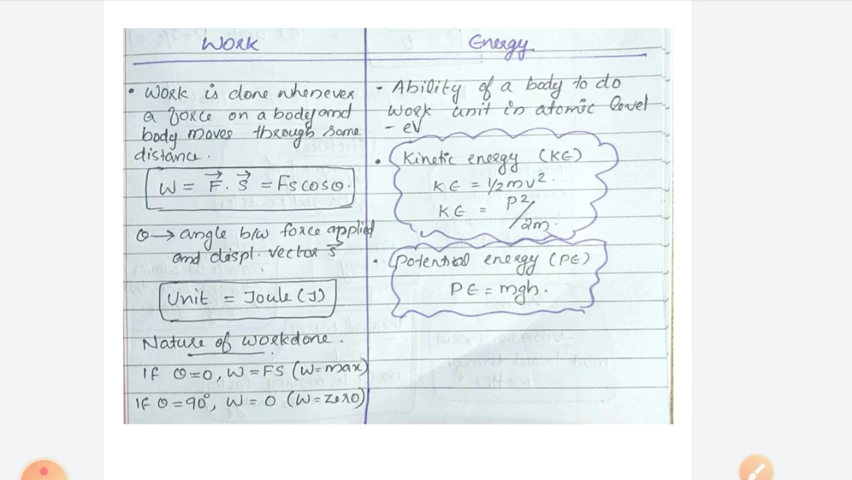 Work
• Work is done whenever
a force on a body and
body moves through some
distance.
W = F⃗ . S⃗ = Fs cosθ.
θ → angle b/w force applied
and displ. vector s⃗
Unit = Joule (J)
Nature of workdone.
If θ=0, W=FS (W=max)
If θ=90°, W=0 (W=zero)
Energy
• Ability of a body to do
work unit in atomic level
- eV
• Kinetic energy (KE)
KE = 1/2mv²
KE = P²/2m.
• Potential energy (PE)
PE = mgh.